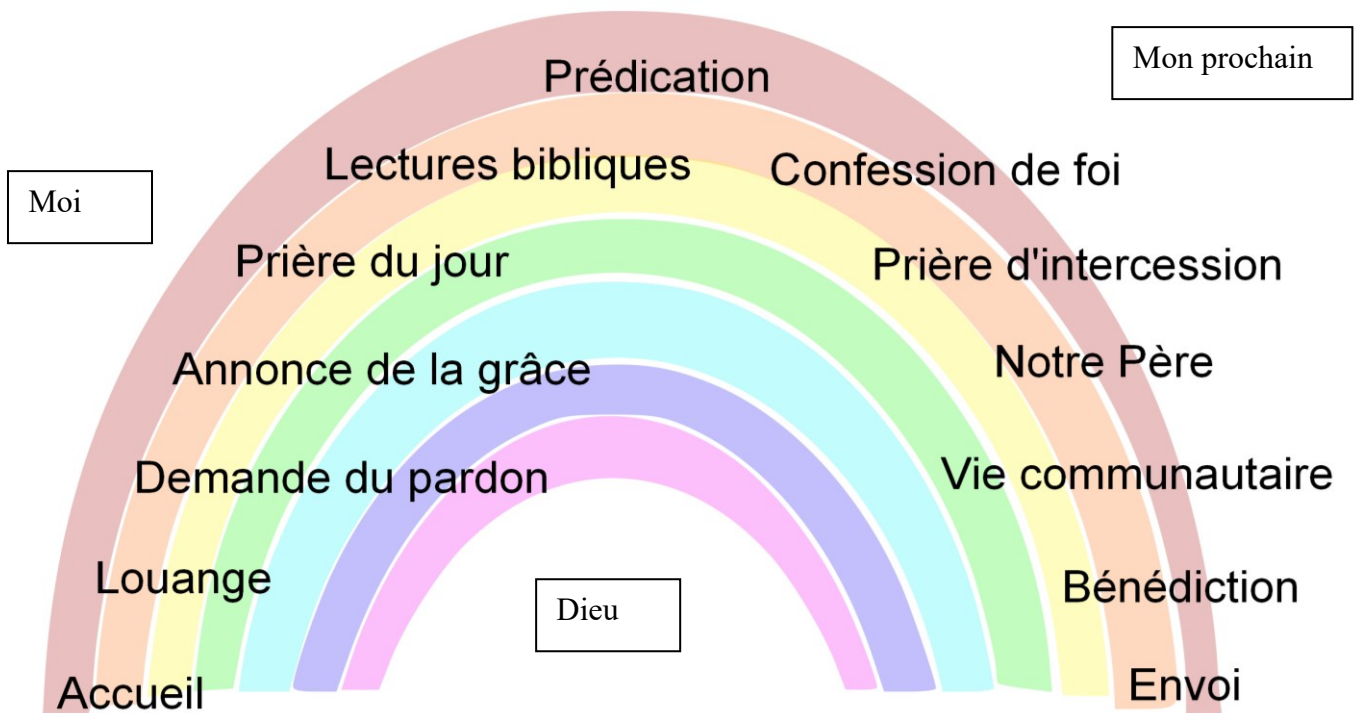 Prédication
Mon prochain
Lectures bibliques
Confession de foi
Moi
Prière du jour
Prière d'intercession
Annonce de la grâce
Notre Père
Demande du pardon
Vie communautaire
Louange
Bénédiction
Dieu
Accueil
Envoi